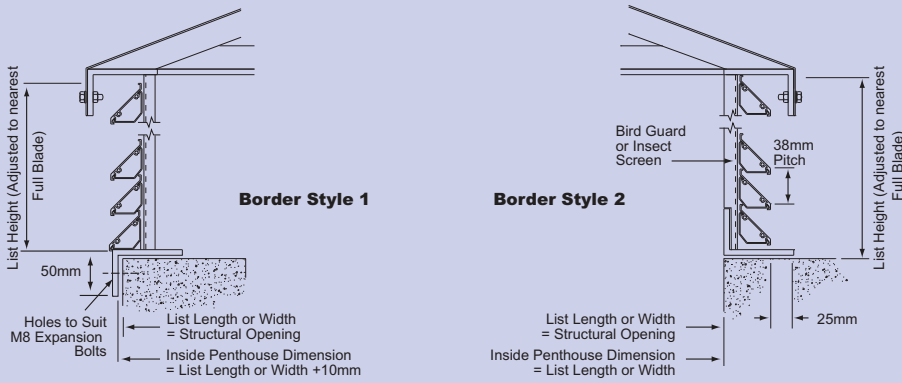 List Height (Adjusted to nearest
Full Blade)
50mm
Holes to Suit
M8 Expansion
Bolts
Border Style 1
List Length or Width
= Structural Opening
Inside Penthouse Dimension
= List Length or Width +10mm
Bird Guard
or Insect
Screen
38mm
Pitch
Border Style 2
List Height (Adjusted to nearest
Full Blade)
List Length or Width
= Structural Opening
25mm
Inside Penthouse Dimension
= List Length or Width